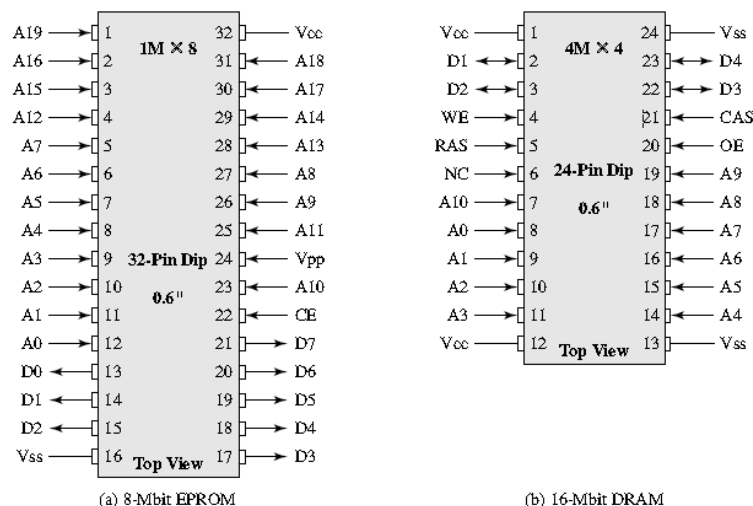 A19 1 32 Vcc
1M × 8
A16 2 31 A18
A15 3 30 A17
A12 4 29 A14
A7 5 28 A13
A6 6 27 A8
A5 7 26 A9
A4 8 25 A11
A3 9 32-Pin Dip 24 Vpp
A2 10 23 A10
0.6"
A1 11 22 CE
A0 12 21 D7
D0 13 20 D6
D1 14 19 D5
D2 15 18 D4
Vss 16 Top View 17 D3
(a) 8-Mbit EPROM
Vcc 1 24 Vss
4M × 4
D1 2 23 D4
D2 3 22 D3
WE 4 21 CAS
RAS 5 20 OE
NC 6 24-Pin Dip 19 A9
A10 7 18 A8
0.6"
A0 8 17 A7
A1 9 16 A6
A2 10 15 A5
A3 11 14 A4
Vcc 12 Top View 13 Vss
(b) 16-Mbit DRAM